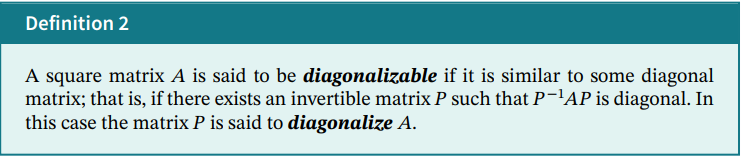 Definition 2
A square matrix A is said to be diagonalizable if it is similar to some diagonal
matrix; that is, if there exists an invertible matrix P such that P⁻¹AP is diagonal. In
this case the matrix P is said to diagonalize A.